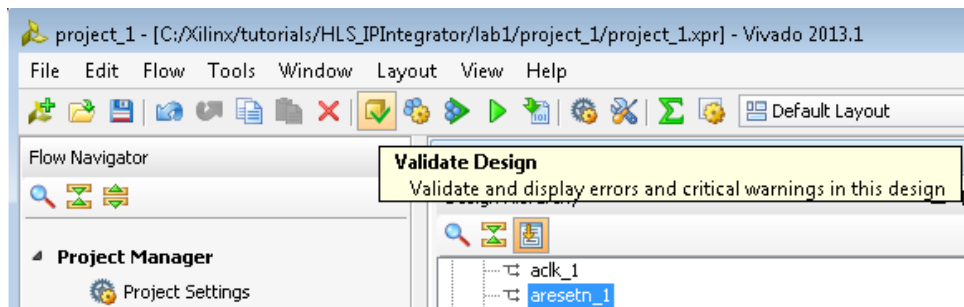 project_1 - [C:/Xilinx/tutorials/HLS_IPIntegrator/lab1/project_1/project_1.xpr] - Vivado 2013.1
File Edit Flow Tools Window Layout View Help
Default Layout
Flow Navigator
Validate Design
Validate and display errors and critical warnings in this design
Project Manager
aclk_1
Project Settings
aresetn_1